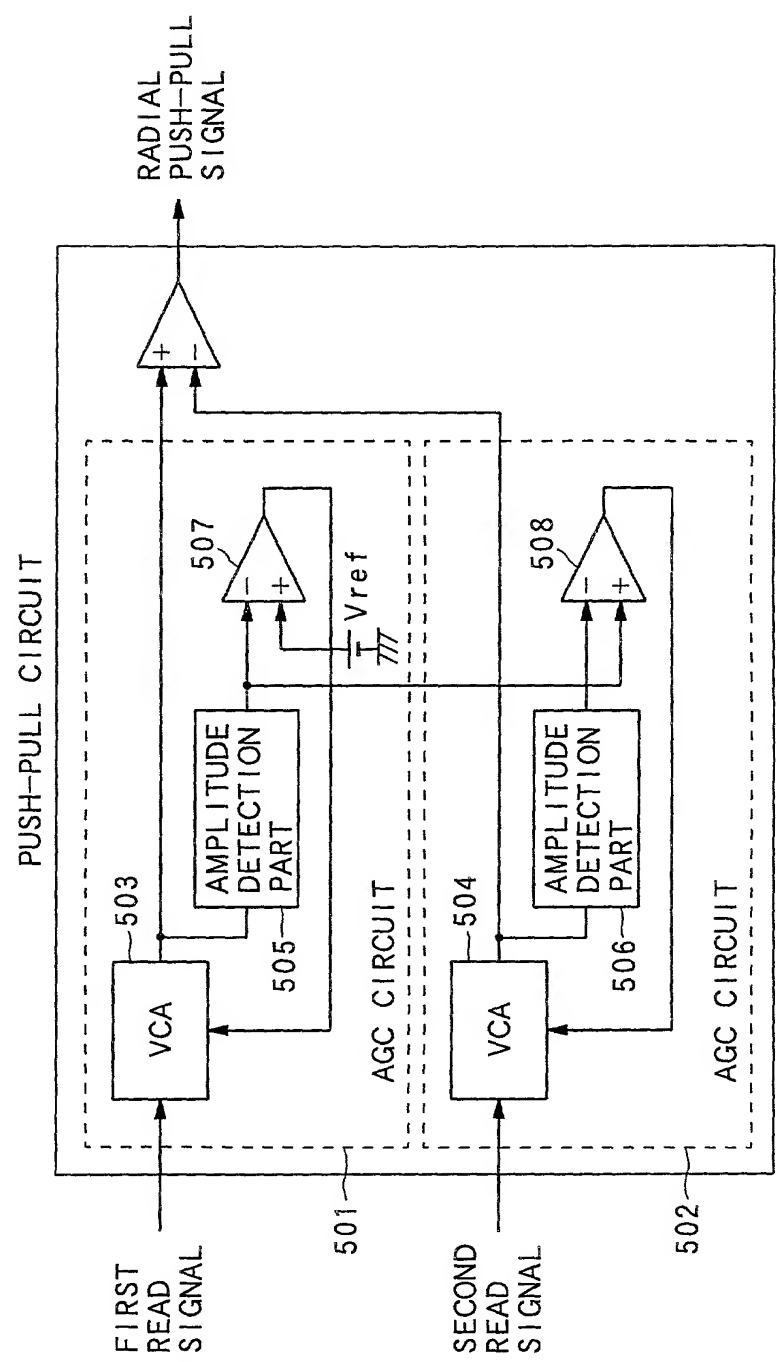 PUSH-PULL CIRCUIT
FIRST
READ
SIGNAL
501
VCA
503
AMPLITUDE
DETECTION
PART
505
507
−
+
Vref
AGC CIRCUIT
+
−
RADIAL
PUSH-PULL
SIGNAL
SECOND
READ
SIGNAL
502
VCA
504
AMPLITUDE
DETECTION
PART
506
508
−
+
AGC CIRCUIT